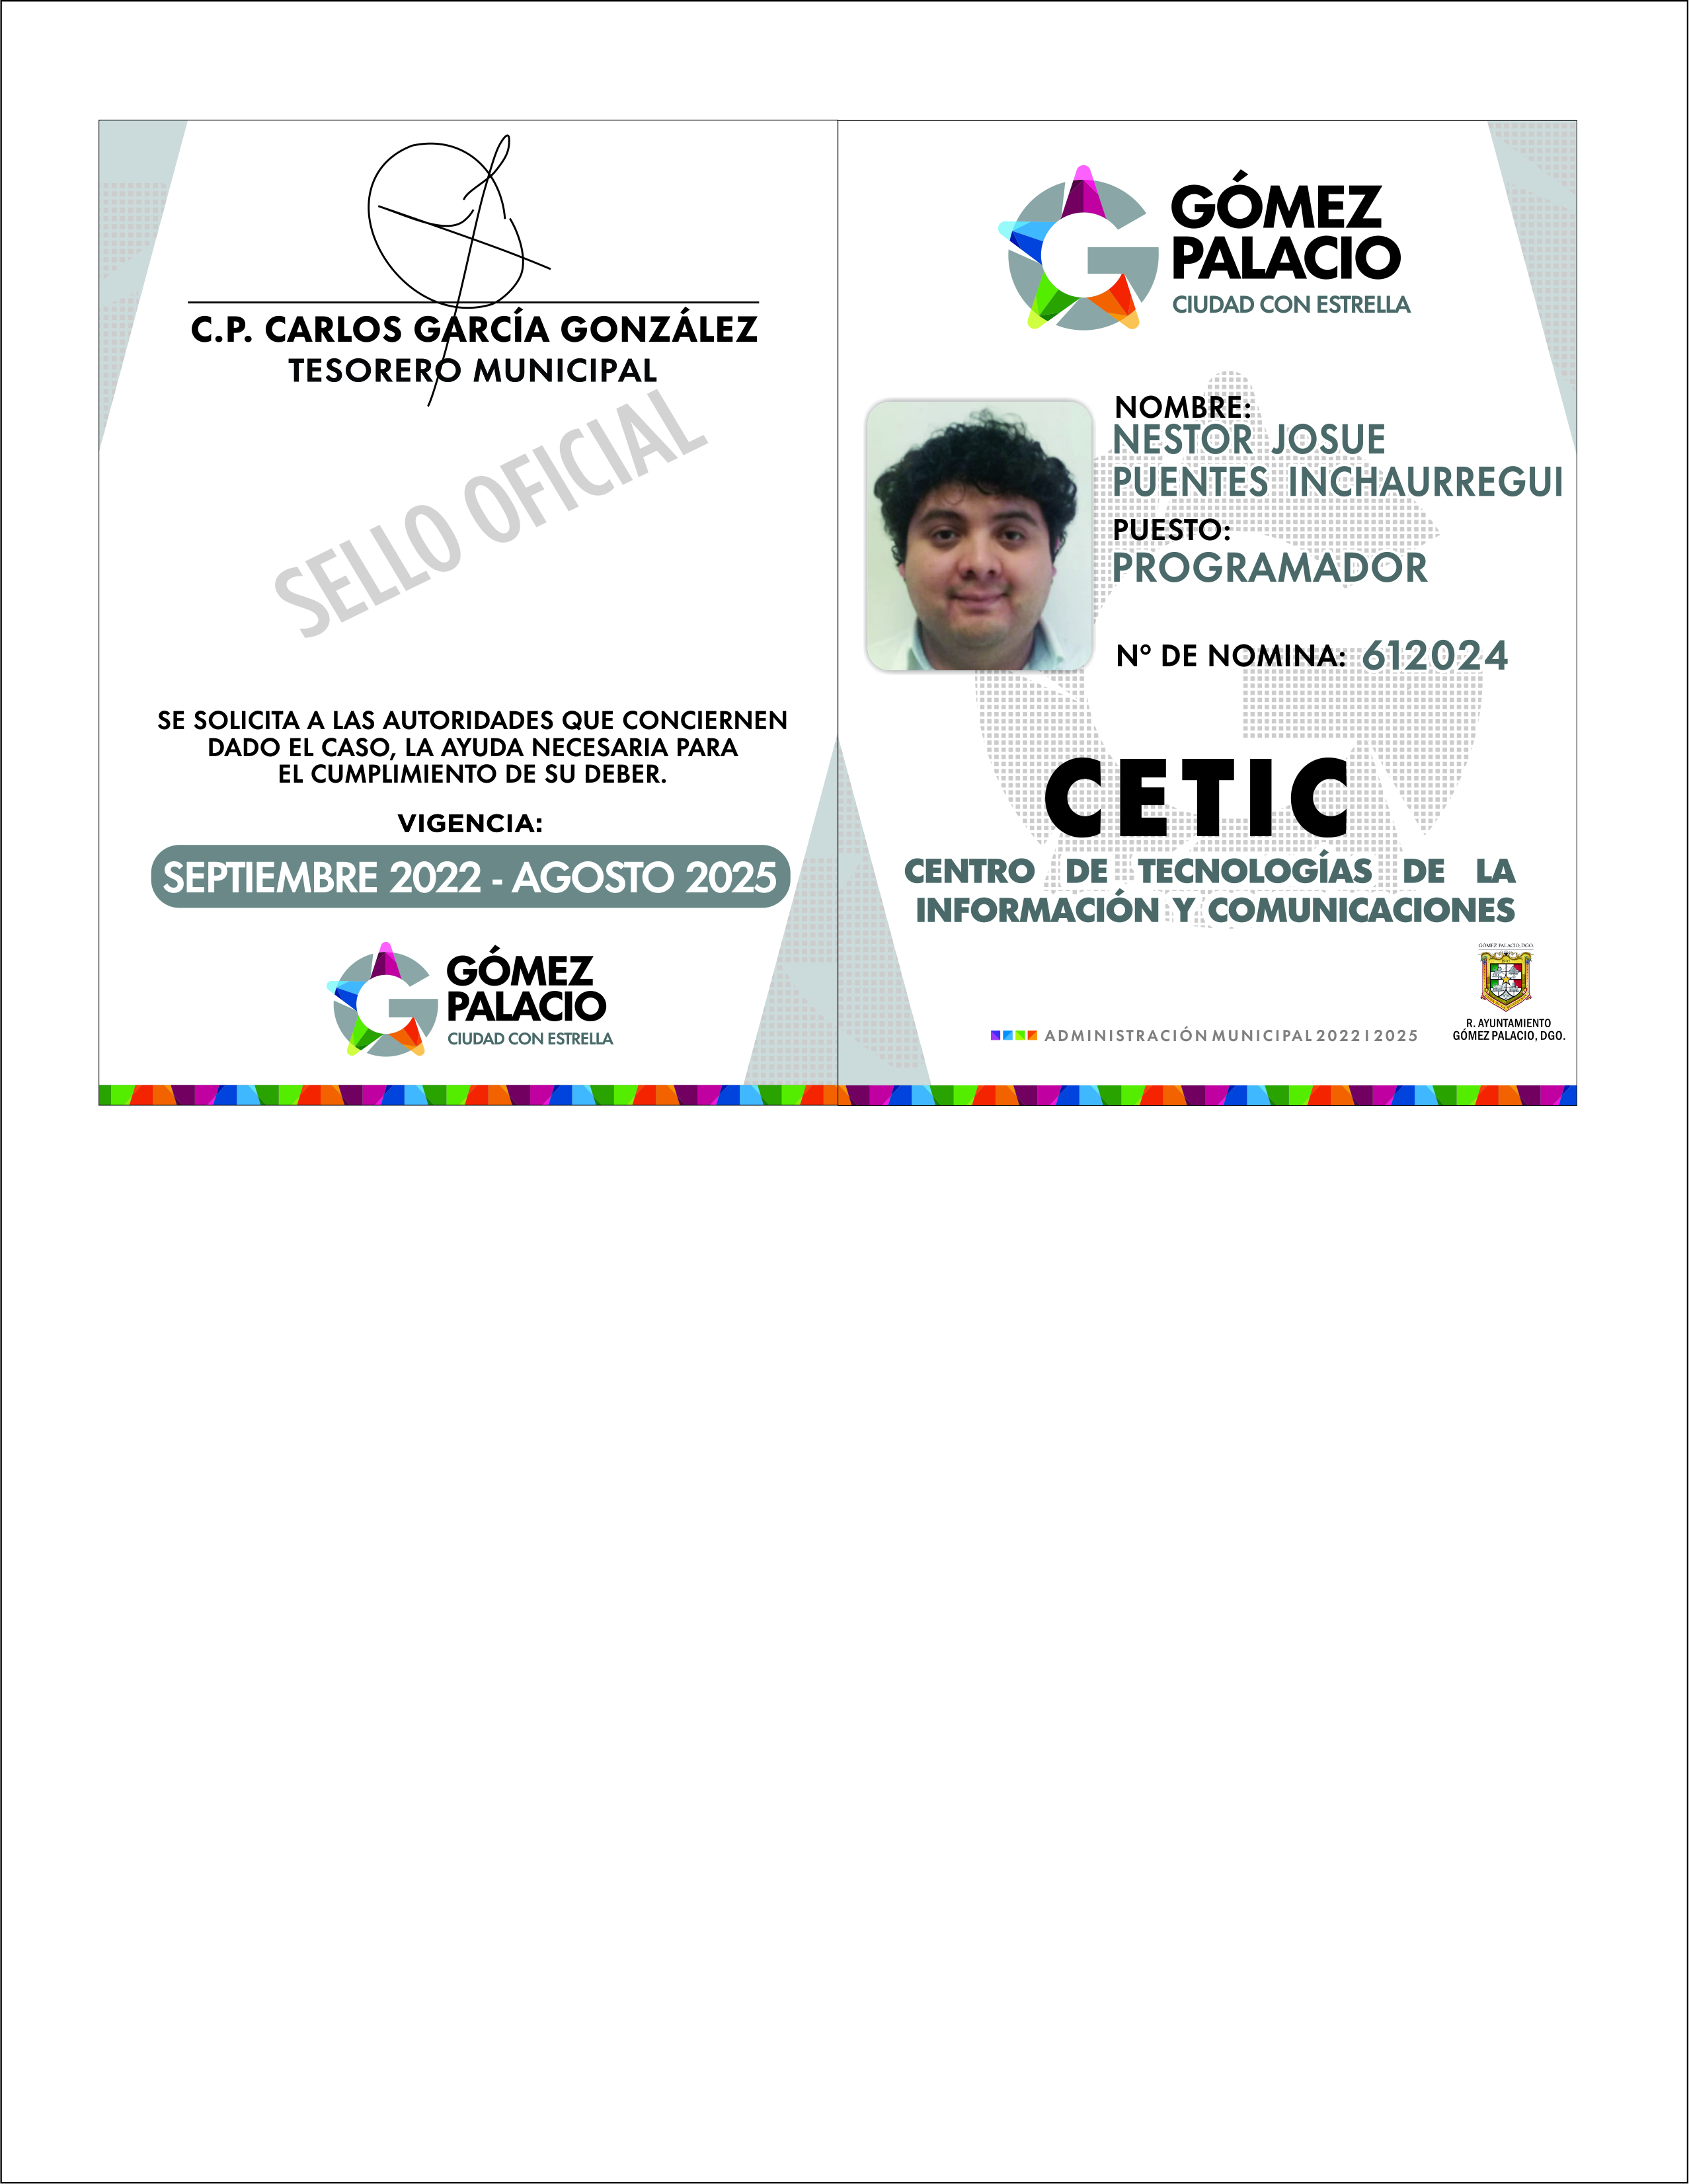 C.P. CARLOS GARCÍA GONZÁLEZ
TESORERO MUNICIPAL
SELLO OFICIAL
SE SOLICITA A LAS AUTORIDADES QUE CONCIERNEN
DADO EL CASO, LA AYUDA NECESARIA PARA
EL CUMPLIMIENTO DE SU DEBER.
VIGENCIA:
SEPTIEMBRE 2022 - AGOSTO 2025
GÓMEZ
PALACIO
CIUDAD CON ESTRELLA
GÓMEZ
PALACIO
CIUDAD CON ESTRELLA
NOMBRE:
NESTOR JOSUE
PUENTES INCHAURREGUI
PUESTO:
PROGRAMADOR
N° DE NOMINA: 612024
CETIC
CENTRO DE TECNOLOGÍAS DE LA
INFORMACIÓN Y COMUNICACIONES
GÓMEZ PALACIO, DGO.
R. AYUNTAMIENTO
GÓMEZ PALACIO, DGO.
ADMINISTRACIÓN MUNICIPAL 2022 I 2025